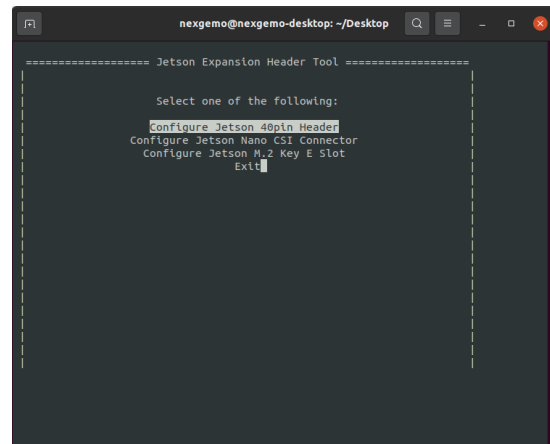 nexgemo@nexgemo-desktop: ~/Desktop
=================== Jetson Expansion Header Tool ===================
Select one of the following:
Configure Jetson 40pin Header
Configure Jetson Nano CSI Connector
Configure Jetson M.2 Key E Slot
Exit